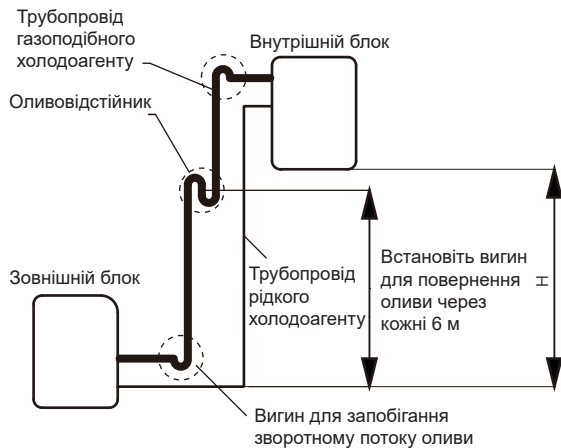 Трубопровід
газоподібного
холодоагенту
Внутрішній блок
Оливовідстійник
Зовнішній блок
Трубопровід
рідкого
холодоагенту
Встановіть вигин
для повернення
оливи через
кожні 6 м
H
Вигин для запобігання
зворотному потоку оливи